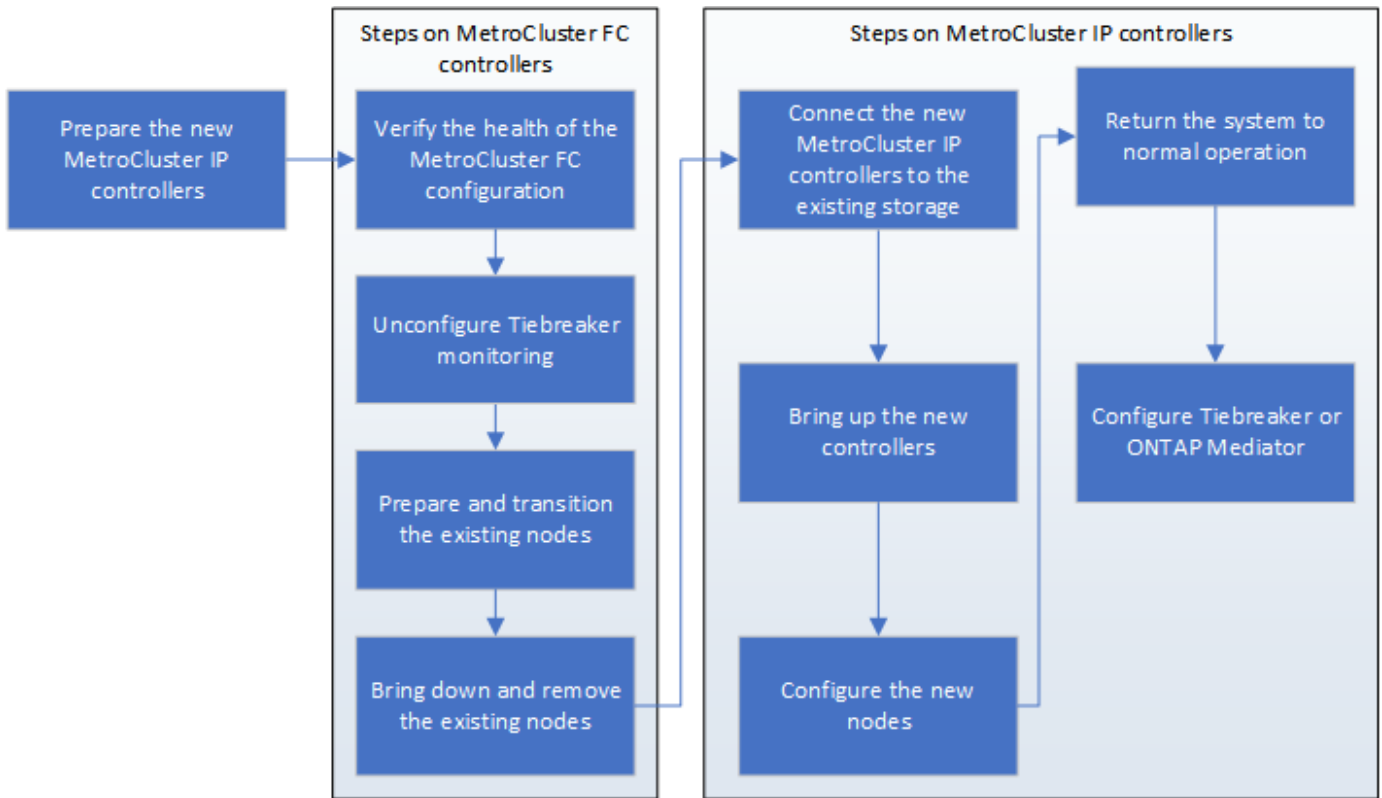 Steps on MetroCluster FC
controllers
Steps on MetroCluster IP controllers
Prepare the new
MetroCluster IP
controllers
Verify the health of the
MetroCluster FC
configuration
Unconfigure Tiebreaker
monitoring
Prepare and transition
the existing nodes
Bring down and remove
the existing nodes
Connect the new
MetroCluster IP
controllers to the
existing storage
Bring up the new
controllers
Configure the new
nodes
Return the system to
normal operation
Configure Tiebreaker or
ONTAP Mediator